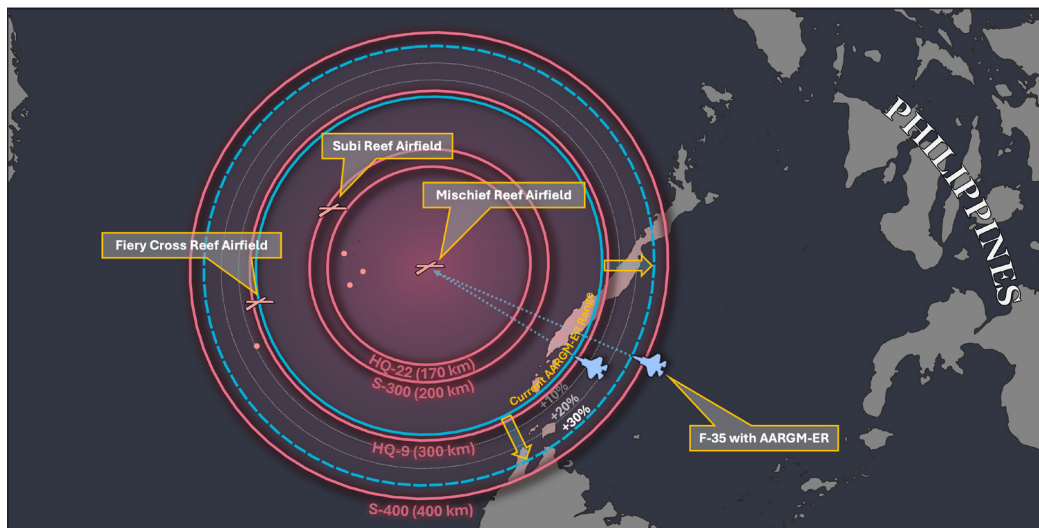 PHILIPPINES
Subi Reef Airfield
Mischief Reef Airfield
Fiery Cross Reef Airfield
Current AARGM-ER Range
HQ-22 (170 km)
S-300 (200 km)
+10%
+20%
+30%
F-35 with AARGM-ER
HQ-9 (300 km)
S-400 (400 km)